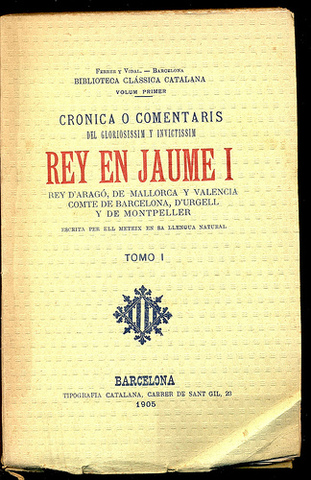 Ferrer y Vidal. — Barcelona
BIBLIOTECA CLÀSSICA CATALANA
VOLUM PRIMER
CRONICA O COMENTARIS
DEL GLORIOSISSIM Y INVICTISSIM
REY EN JAUME I
REY D'ARAGÓ, DE MALLORCA Y VALENCIA
COMTE DE BARCELONA, D'URGELL
Y DE MONTPELLER
ESCRITA PER ELL METEIX EN SA LLENGUA NATURAL
TOMO I
BARCELONA
TIPOGRAFIA CATALANA, CARRER DE SANT GIL, 23
1905